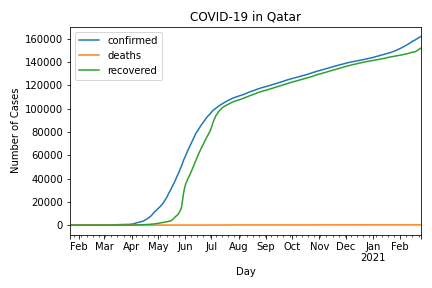 COVID-19 in Qatar
confirmed
deaths
recovered
Number of Cases
160000
140000
120000
100000
80000
60000
40000
20000
0
Feb Mar Apr May Jun Jul Aug Sep Oct Nov Dec Jan Feb
2021
Day